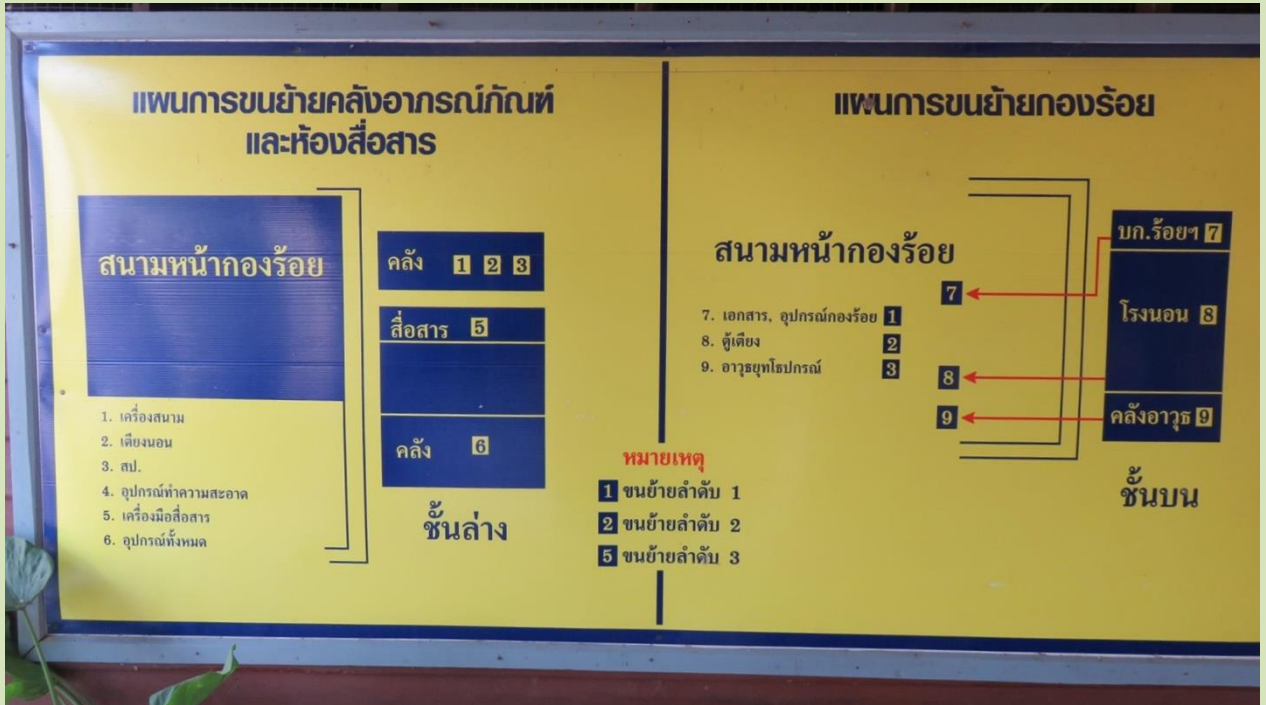 แผนการขนย้ายคลังอาภรณ์ภัณฑ์
และห้องสื่อสาร
สนามหน้ากองร้อย
คลัง 1 2 3
สื่อสาร 5
คลัง 6
ชั้นล่าง
1. เครื่องสนาม
2. เตียงนอน
3. สป.
4. อุปกรณ์ทำความสะอาด
5. เครื่องมือสื่อสาร
6. อุปกรณ์ทั้งหมด
หมายเหตุ
1 ขนย้ายลำดับ 1
2 ขนย้ายลำดับ 2
5 ขนย้ายลำดับ 3
แผนการขนย้ายกองร้อย
สนามหน้ากองร้อย
7. เอกสาร, อุปกรณ์กองร้อย 1
8. ตู้เตียง 2
9. อาวุธยุทโธปกรณ์ 3
7
8
9
บก.ร้อยฯ 7
โรงนอน 8
คลังอาวุธ 9
ชั้นบน